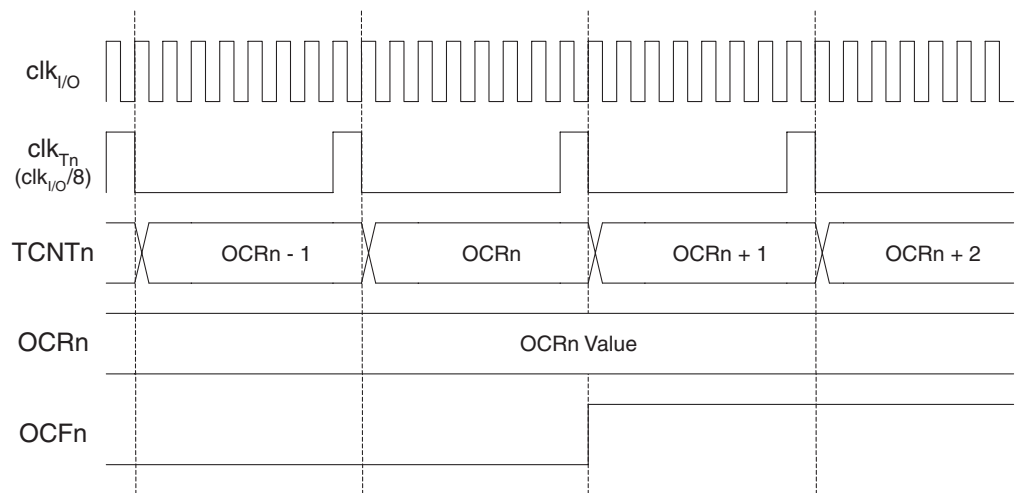 clkI/O
clkTn
(clkI/O/8)
TCNTn
OCRn - 1
OCRn
OCRn + 1
OCRn + 2
OCRn
OCRn Value
OCFn